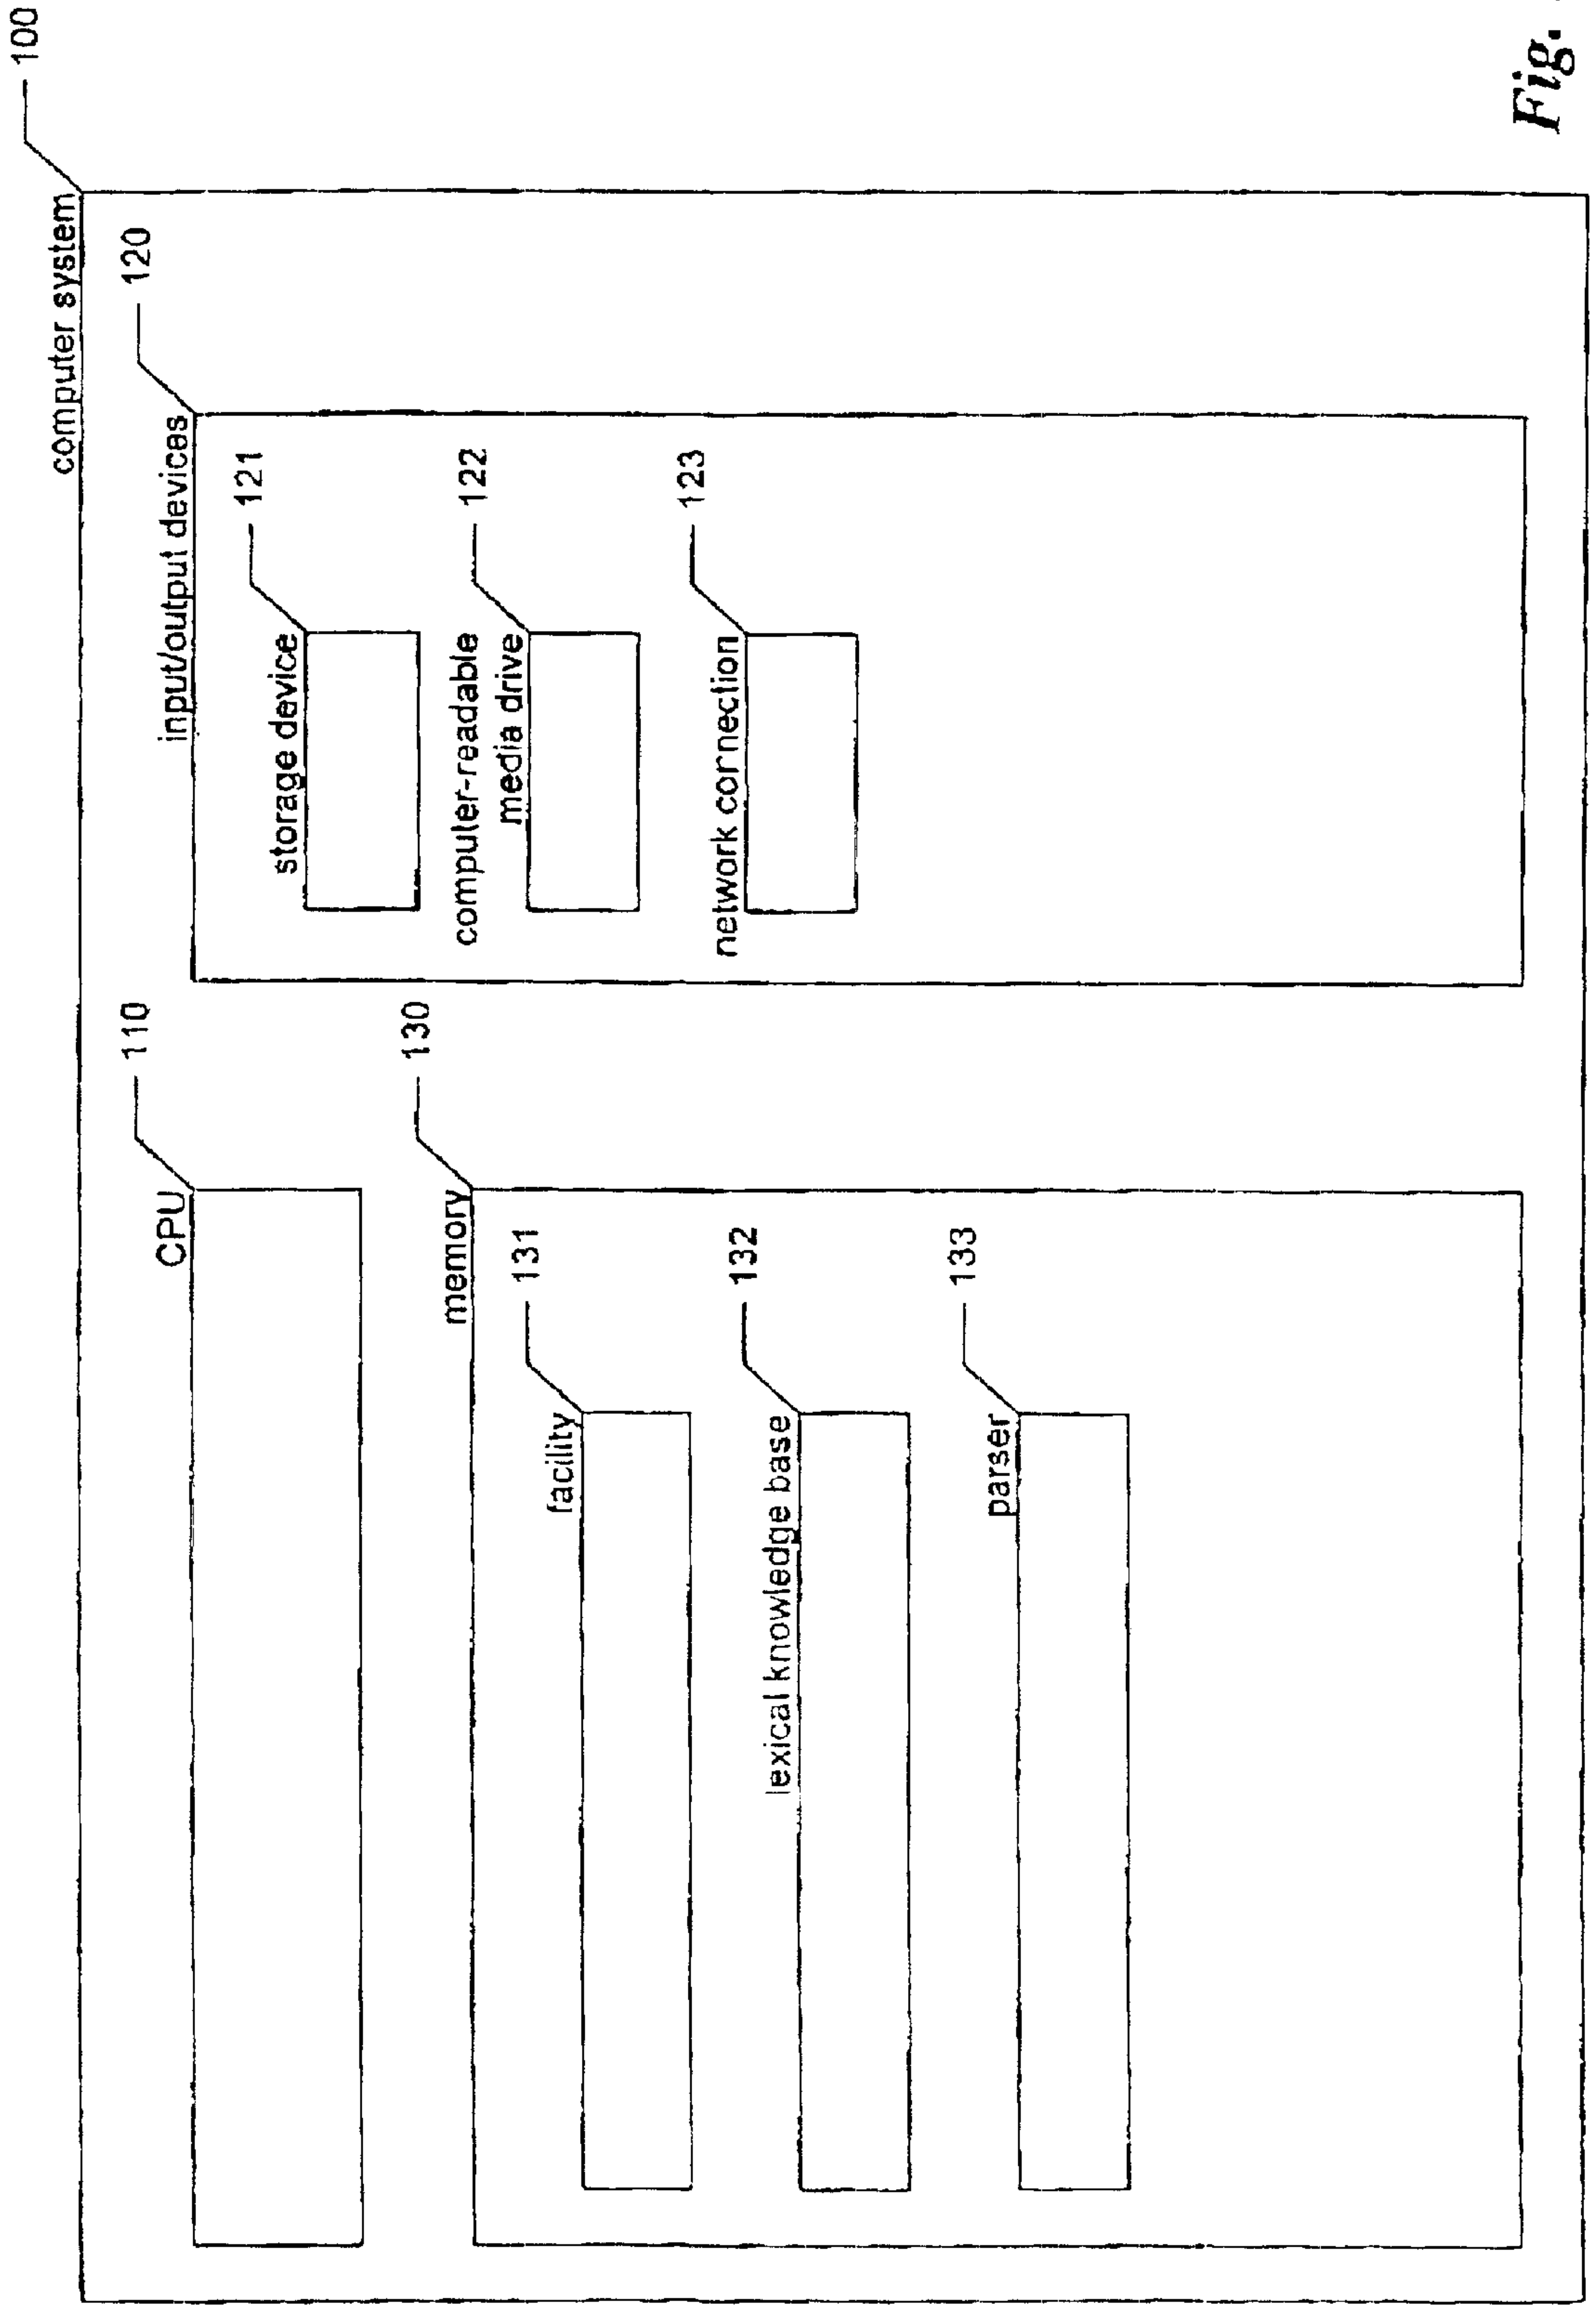 100
computer system
110
CPU
120
input/output devices
121
storage device
122
computer-readable
media drive
123
network connection
130
memory
131
facility
132
lexical knowledge base
133
parser
Fig.